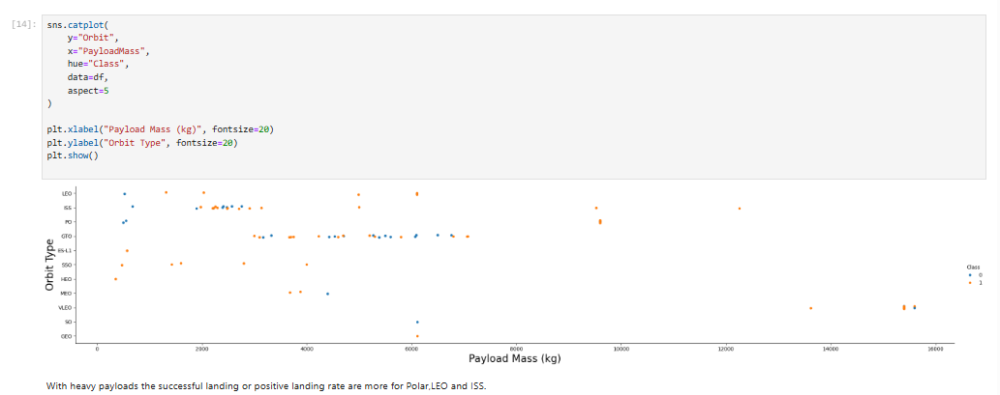 [14]:
sns.catplot(
y="Orbit",
x="PayloadMass",
hue="Class",
data=df,
aspect=5
)
plt.xlabel("Payload Mass (kg)", fontsize=20)
plt.ylabel("Orbit Type", fontsize=20)
plt.show()
LEO
ISS
PO
GTO
ES-L1
SSO
HEO
MEO
VLEO
SO
GEO
Orbit Type
Class
0
1
0 2000 4000 6000 8000 10000 12000 14000 16000
Payload Mass (kg)
With heavy payloads the successful landing or positive landing rate are more for Polar,LEO and ISS.